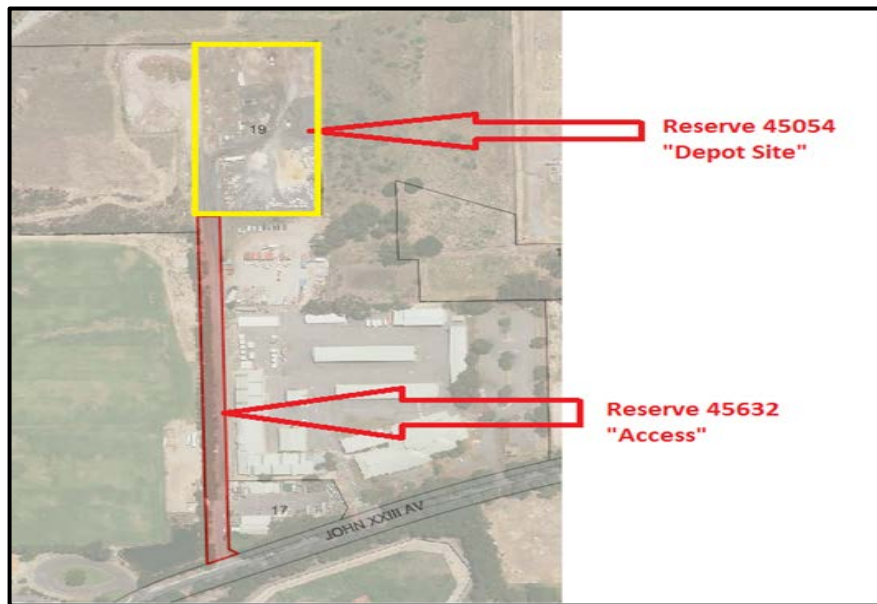 19
Reserve 45054
"Depot Site"
Reserve 45632
"Access"
17
JOHN XXIII AV